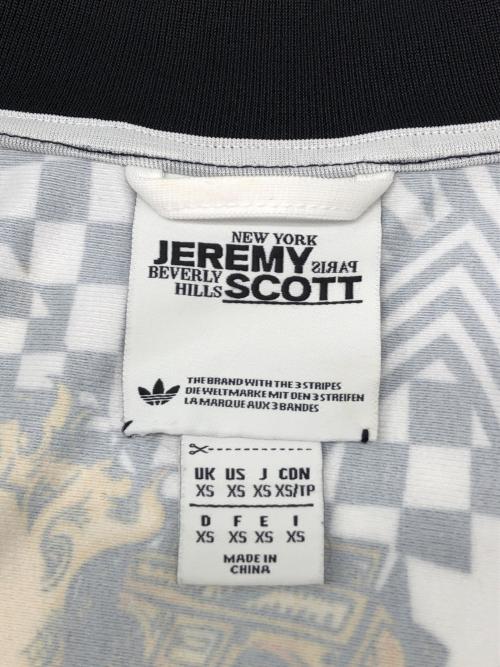 NEW YORK
JEREMY PARIS
BEVERLY
HILLS SCOTT
THE BRAND WITH THE 3 STRIPES
DIE WELTMARKE MIT DEN 3 STREIFEN
LA MARQUE AUX 3 BANDES
UK US J CDN
XS XS XS XS/TP
D F E I
XS XS XS XS
MADE IN
CHINA